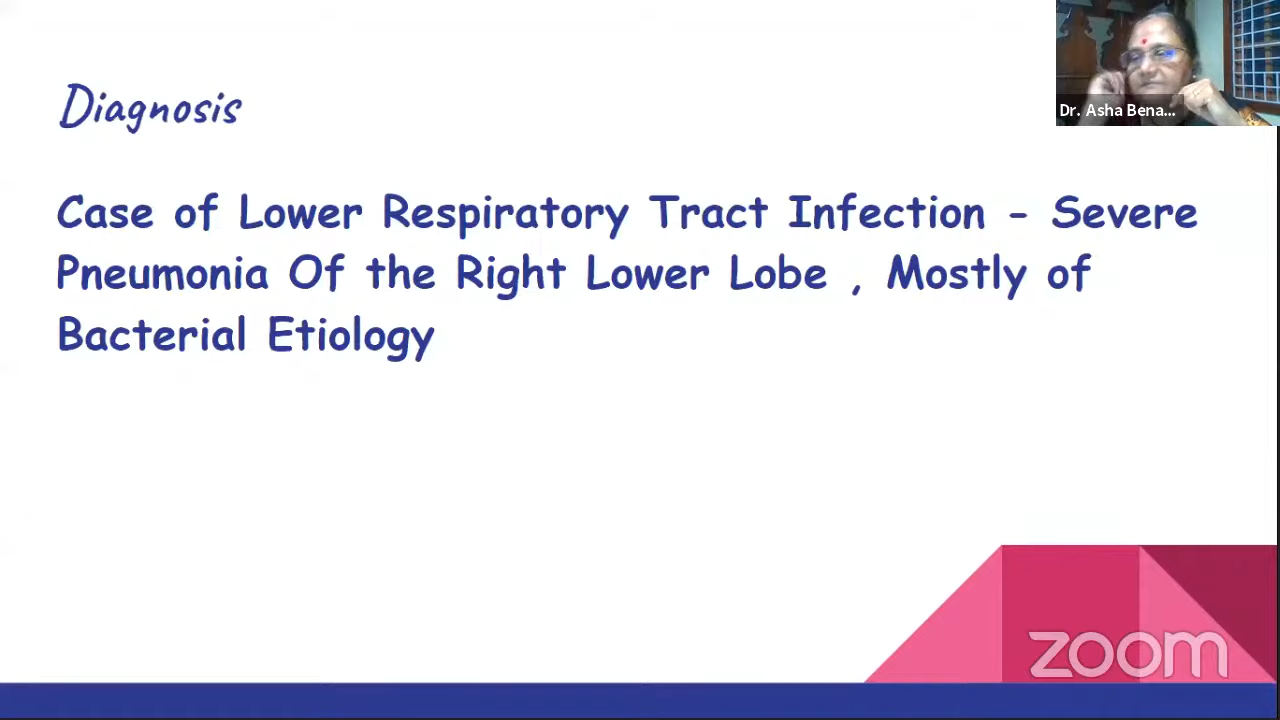 Dr. Asha Bena...
Diagnosis
Case of Lower Respiratory Tract Infection - Severe
Pneumonia Of the Right Lower Lobe , Mostly of
Bacterial Etiology
zoom